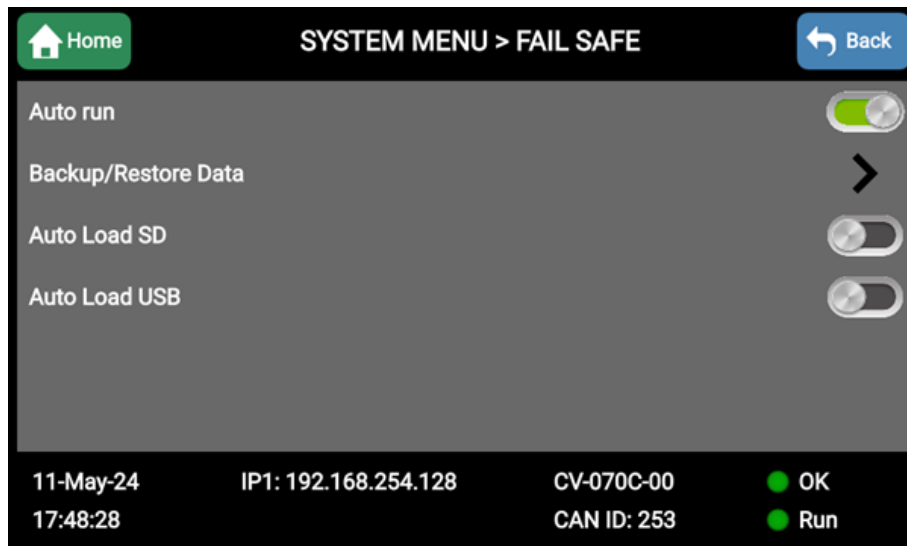 Home SYSTEM MENU > FAIL SAFE Back
Auto run
Backup/Restore Data
Auto Load SD
Auto Load USB
11-May-24 IP1: 192.168.254.128 CV-070C-00 OK
17:48:28 CAN ID: 253 Run